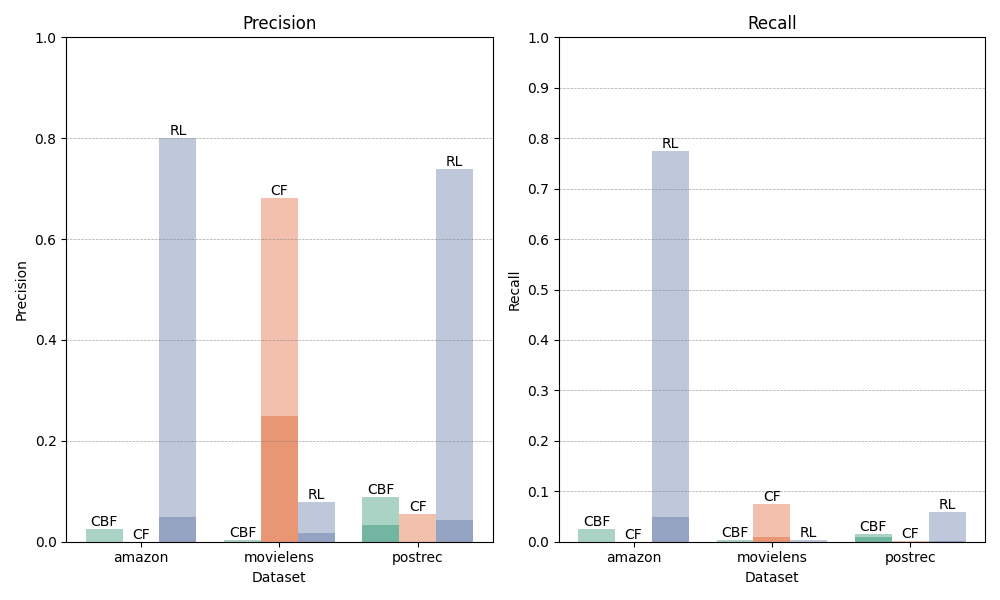 Precision
1.0
0.8
0.6
0.4
0.2
0.0
Precision
CBF
CF
RL
CBF
CF
RL
CBF
CF
RL
amazon
movielens
postrec
Dataset
Recall
1.0
0.9
0.8
0.7
0.6
0.5
0.4
0.3
0.2
0.1
0.0
Recall
CBF
CF
RL
CBF
CF
RL
CBF
CF
RL
amazon
movielens
postrec
Dataset